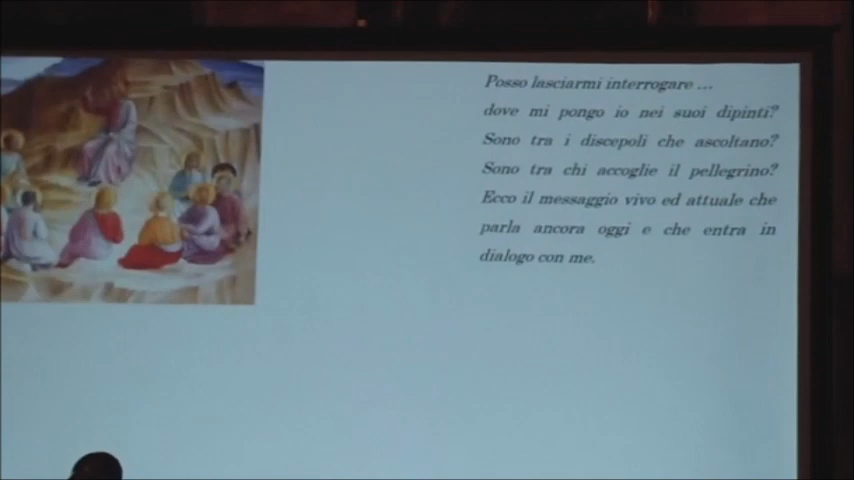 Posso lasciarmi interrogare ...
dove mi pongo io nei suoi dipinti?
Sono tra i discepoli che ascoltano?
Sono tra chi accoglie il pellegrino?
Ecco il messaggio vivo ed attuale che
parla ancora oggi e che entra in
dialogo con me.